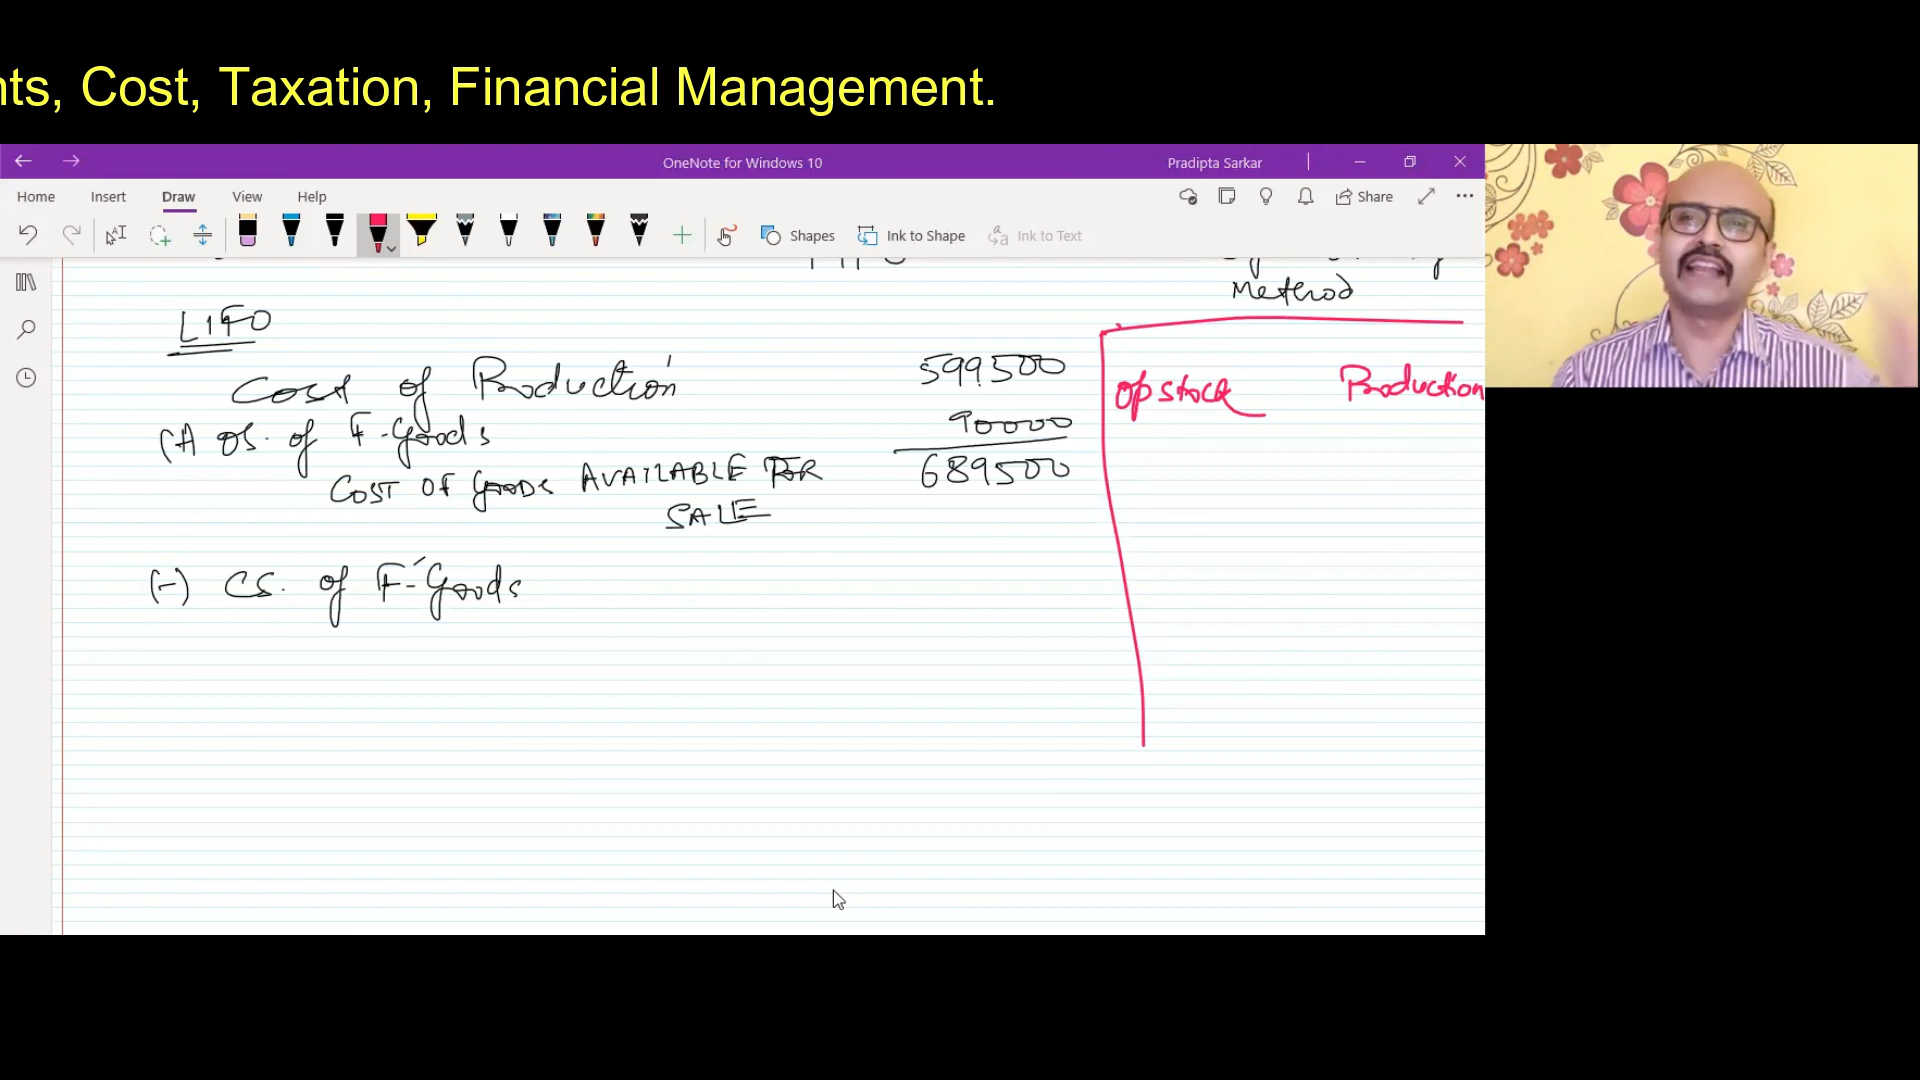 nts, Cost, Taxation, Financial Management.
OneNote for Windows 10
Pradipta Sarkar
Home Insert Draw View Help
Share
Shapes Ink to Shape Ink to Text
Method
LIFO
Cost of Production 599500
(+) OS. of F-Goods 90000
COST OF GOODS AVAILABLE FOR 689500
SALE
(-) CS. of F-Goods
Op stock Production